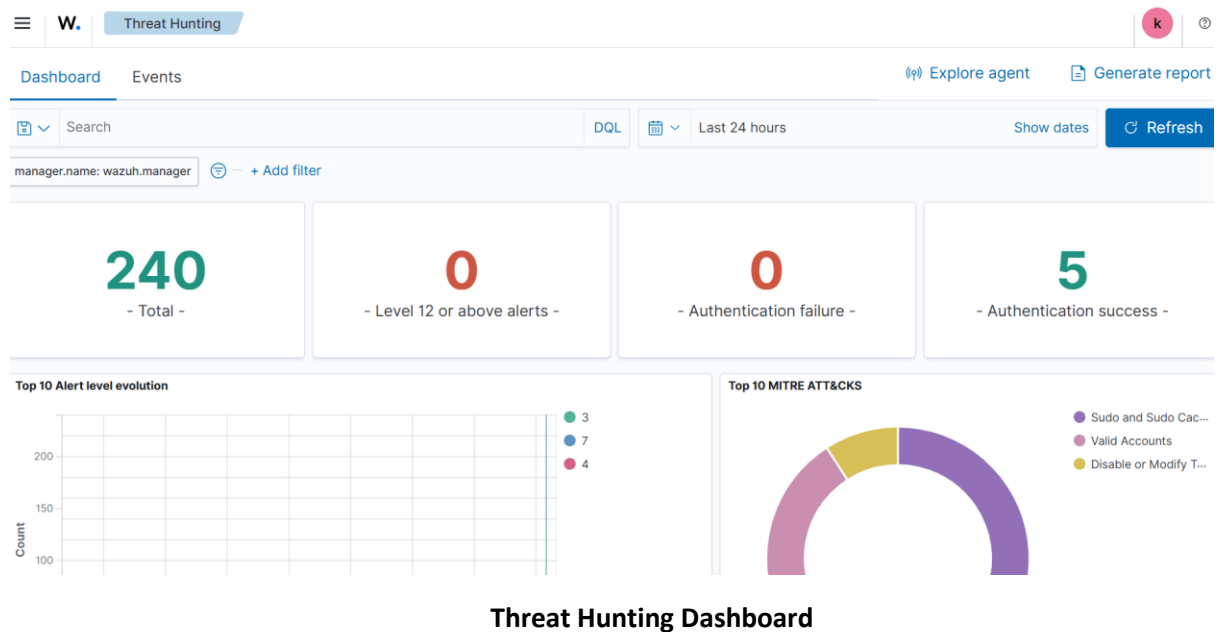 W. Threat Hunting k
Dashboard Events Explore agent Generate report
Search DQL Last 24 hours Show dates Refresh
manager.name: wazuh.manager + Add filter
240 0 0 5
- Total - - Level 12 or above alerts - - Authentication failure - - Authentication success -
Top 10 Alert level evolution Top 10 MITRE ATT&CKS
3 Sudo and Sudo Cac...
7 Valid Accounts
4 Disable or Modify T...
200
150
100
Count
Threat Hunting Dashboard